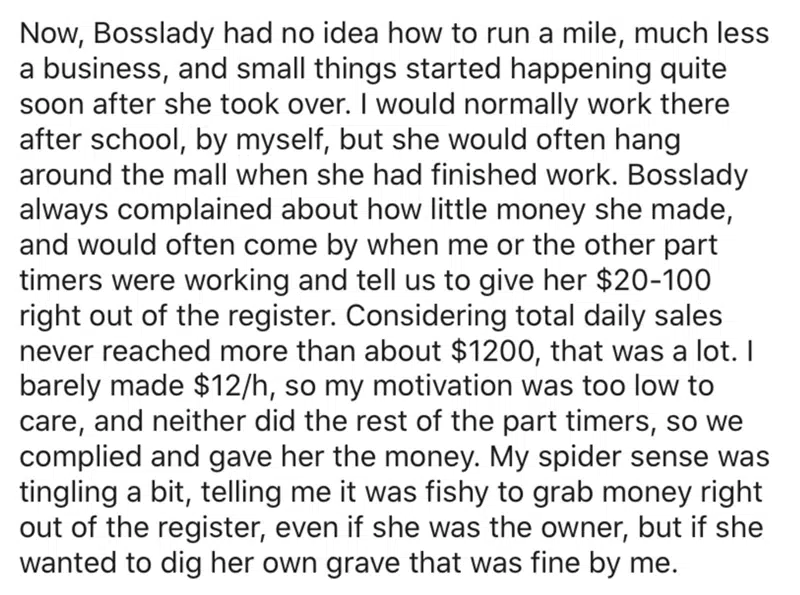 Now, Bosslady had no idea how to run a mile, much less
a business, and small things started happening quite
soon after she took over. I would normally work there
after school, by myself, but she would often hang
around the mall when she had finished work. Bosslady
always complained about how little money she made,
and would often come by when me or the other part
timers were working and tell us to give her $20-100
right out of the register. Considering total daily sales
never reached more than about $1200, that was a lot. I
barely made $12/h, so my motivation was too low to
care, and neither did the rest of the part timers, so we
complied and gave her the money. My spider sense was
tingling a bit, telling me it was fishy to grab money right
out of the register, even if she was the owner, but if she
wanted to dig her own grave that was fine by me.